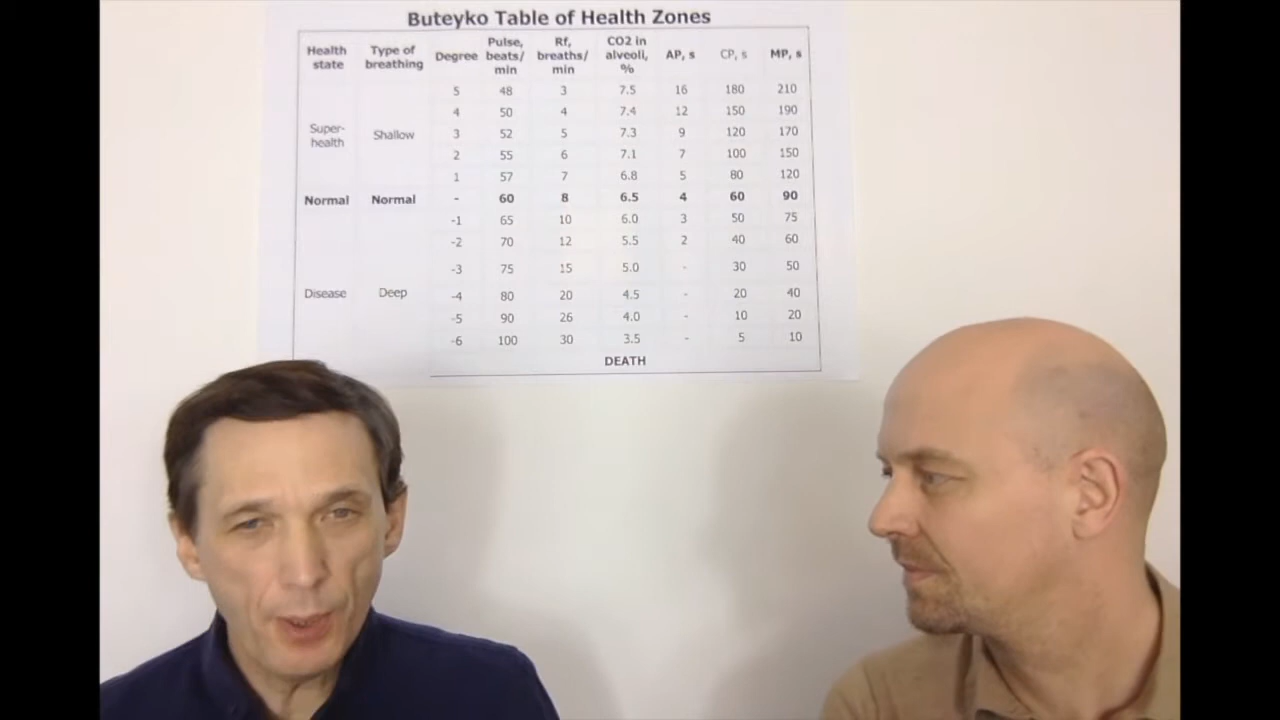 Buteyko Table of Health Zones
Health state Type of breathing Degree Pulse, beats/ min Rf, breaths/ min CO2 in alveoli, % AP, s CP, s MP, s
5 48 3 7.5 16 180 210
4 50 4 7.4 12 150 190
Super-health Shallow 3 52 5 7.3 9 120 170
2 55 6 7.1 7 100 150
1 57 7 6.8 5 80 120
Normal Normal - 60 8 6.5 4 60 90
-1 65 10 6.0 3 50 75
-2 70 12 5.5 2 40 60
-3 75 15 5.0 - 30 50
Disease Deep -4 80 20 4.5 - 20 40
-5 90 26 4.0 - 10 20
-6 100 30 3.5 - 5 10
DEATH